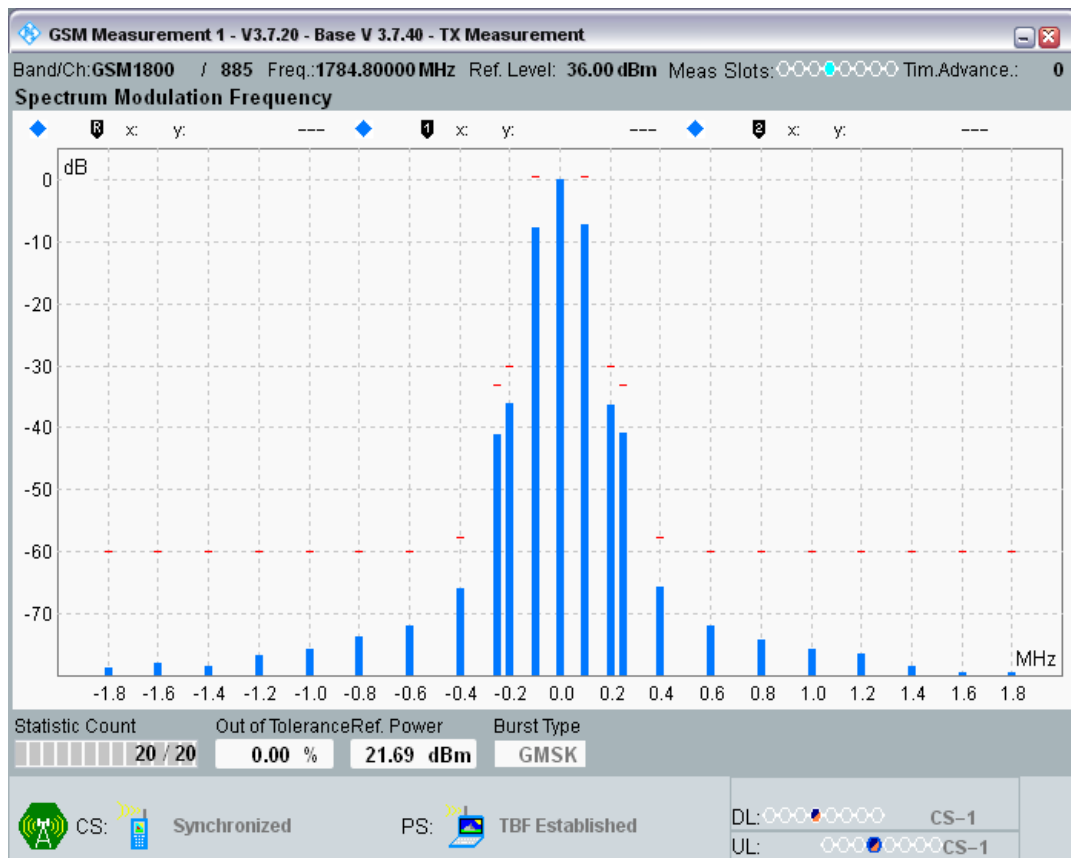 GSM Measurement 1 - V3.7.20 - Base V 3.7.40 - TX Measurement
Band/Ch:GSM1800 / 885 Freq.:1784.80000 MHz Ref. Level: 36.00 dBm Meas Slots: Tim.Advance.: 0
Spectrum Modulation Frequency
R x: y: --- 1 x: y: --- 2 x: y: ---
dB
0
-10
-20
-30
-40
-50
-60
-70
MHz
-1.8 -1.6 -1.4 -1.2 -1.0 -0.8 -0.6 -0.4 -0.2 0.0 0.2 0.4 0.6 0.8 1.0 1.2 1.4 1.6 1.8
Statistic Count Out of Tolerance Ref. Power Burst Type
20 / 20 0.00 % 21.69 dBm GMSK
CS: Synchronized PS: TBF Established
DL: CS-1
UL: CS-1